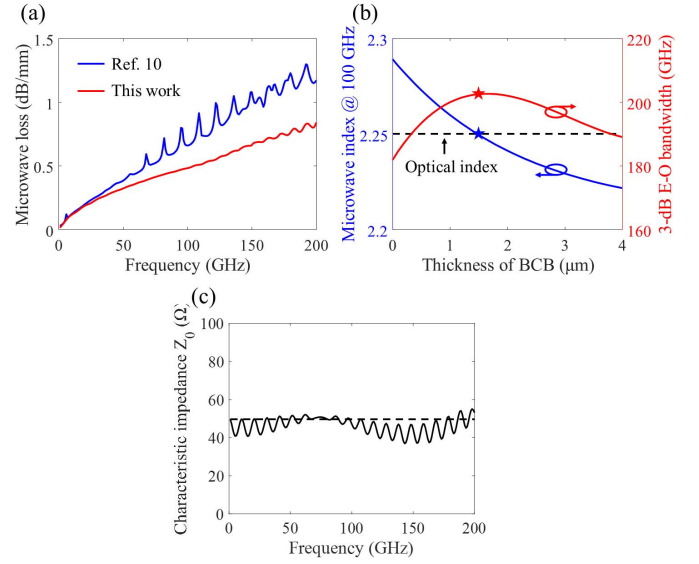 (a)
1.5
1
0.5
0
0
50
100
150
200
Microwave loss (dB/mm)
Frequency (GHz)
Ref. 10
This work
(b)
2.3
2.25
2.2
220
200
180
160
0
1
2
3
4
Microwave index @ 100 GHz
3-dB E-O bandwidth (GHz)
Optical index
Thickness of BCB (μm)
(c)
100
80
60
40
20
0
0
50
100
150
200
Characteristic impedance Z0 (Ω)
Frequency (GHz)